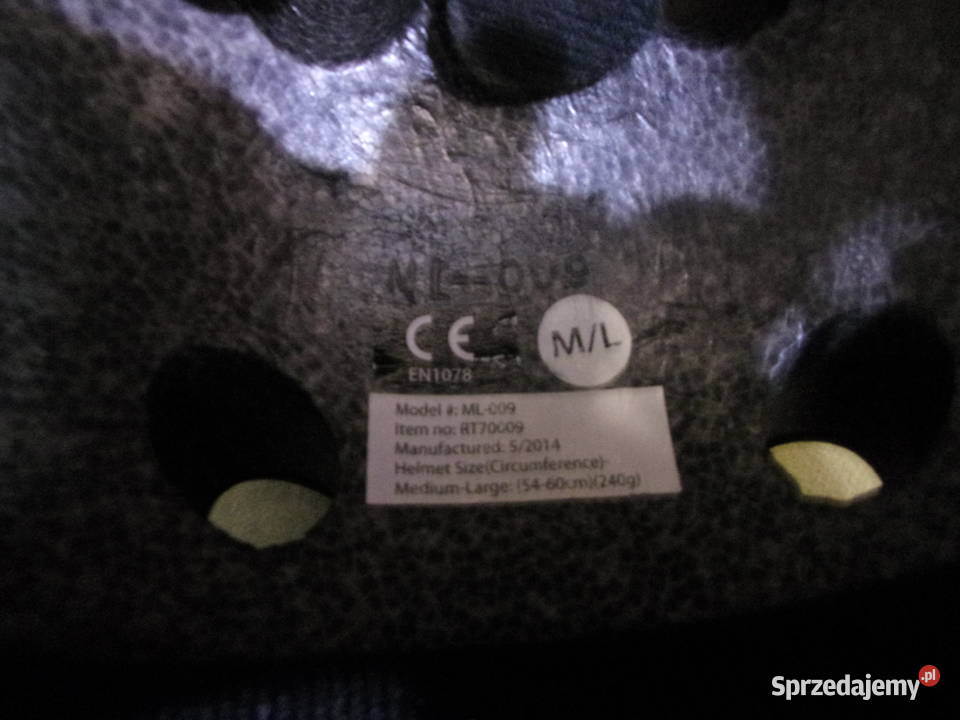 ML-009
CE
EN1078
M/L
Model #: ML-009
Item no: RT70009
Manufactured: 5/2014
Helmet Size(Circumference)-
Medium-Large: (54-60cm)(240g)
Sprzedajemy.pl